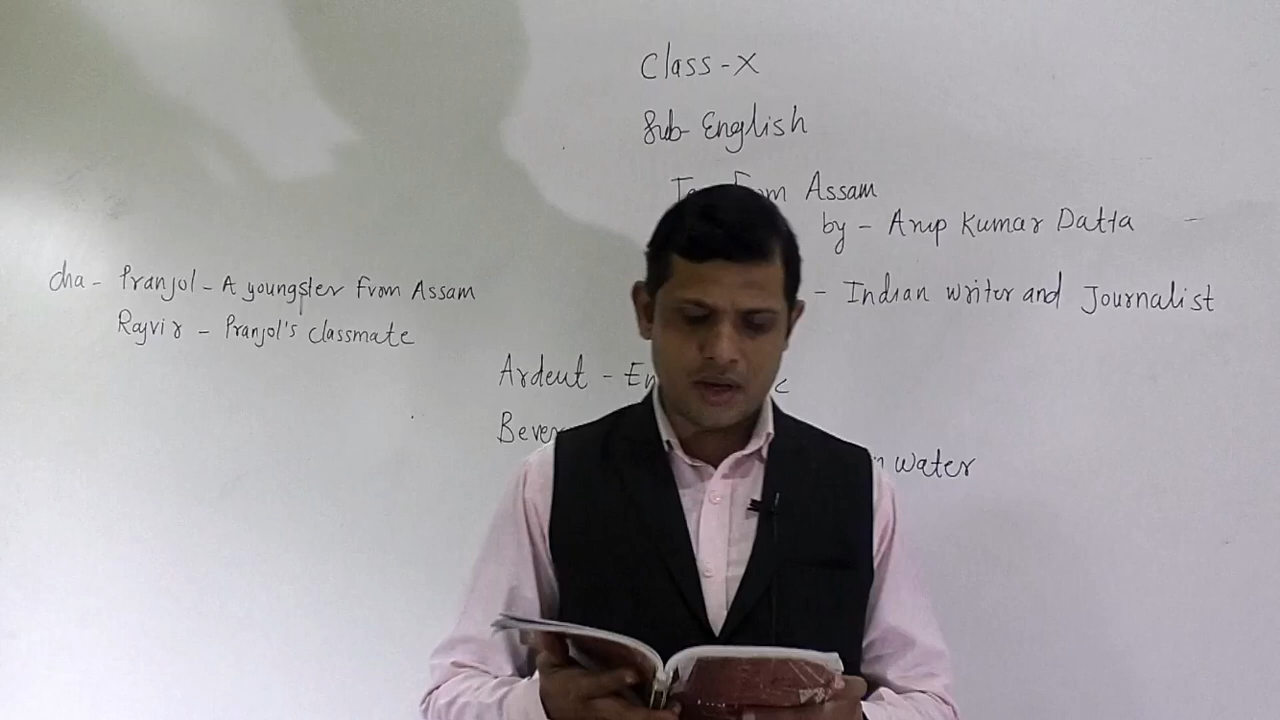 Class - X
Sub- English
From Assam
by - Arup Kumar Datta
- Indian writer and Journalist
cha - Pranjol - A youngster from Assam
Rajvir - Pranjol's classmate
Ardeut -
water